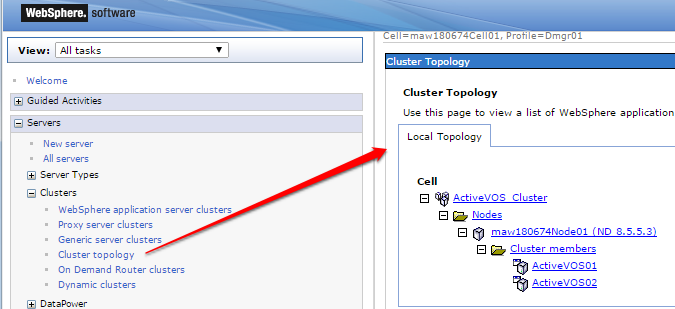 WebSphere. software
View: All tasks
Welcome
Guided Activities
Servers
New server
All servers
Server Types
Clusters
WebSphere application server clusters
Proxy server clusters
Generic server clusters
Cluster topology
On Demand Router clusters
Dynamic clusters
DataPower
Cell=maw180674Cell01, Profile=Dmgr01
Cluster Topology
Cluster Topology
Use this page to view a list of WebSphere application
Local Topology
Cell
ActiveVOS_Cluster
Nodes
maw180674Node01 (ND 8.5.5.3)
Cluster members
ActiveVOS01
ActiveVOS02